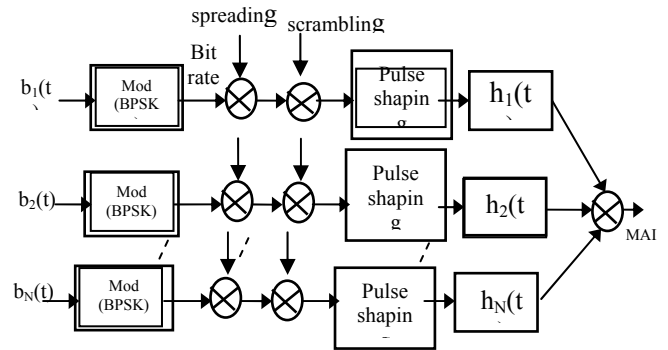 spreading
scrambling
Bit
rate
b1(t
Mod
(BPSK
Pulse
shapin
g
h1(t
b2(t)
Mod
(BPSK)
Pulse
shapin
g
h2(t
MAI
bN(t)
Mod
(BPSK)
Pulse
shapin
g
hN(t